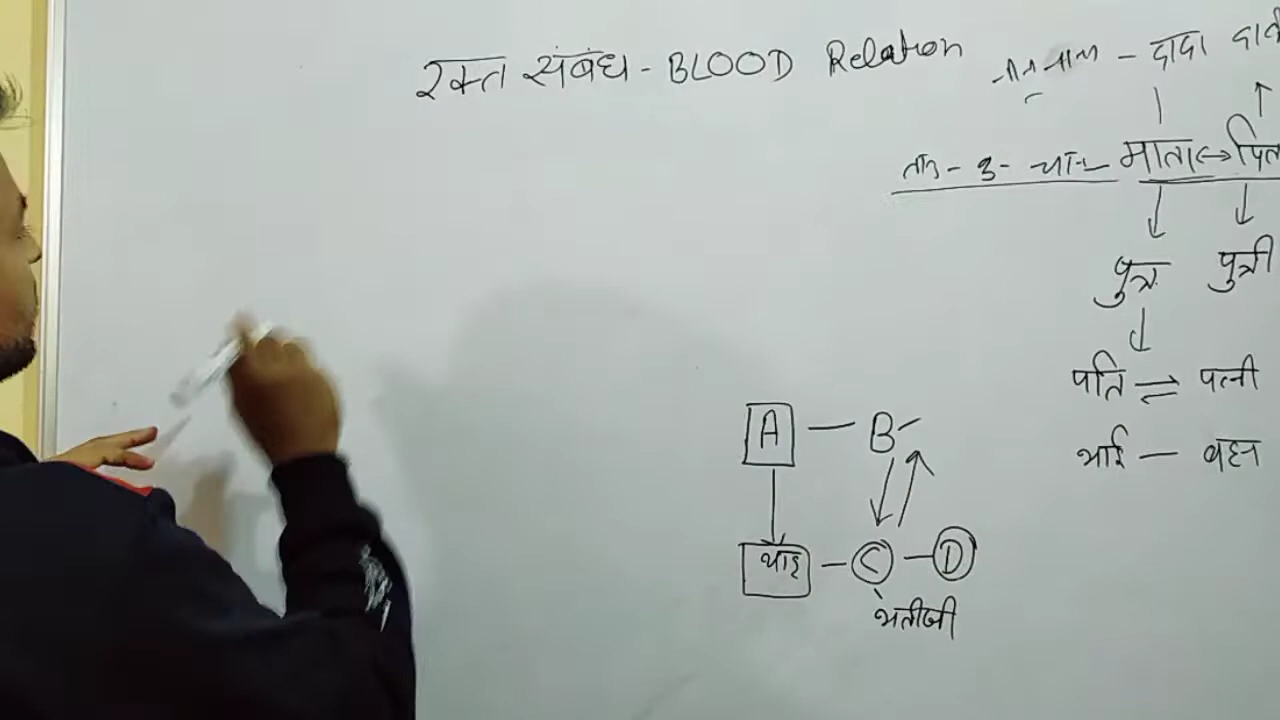 रक्त संबंध - BLOOD Relation
- दादा
माता ↔ पित
पुत्र पुत्री
पति ⇌ पत्नी
भाई — बहन
A — B
भाई — C — D
भतीजी